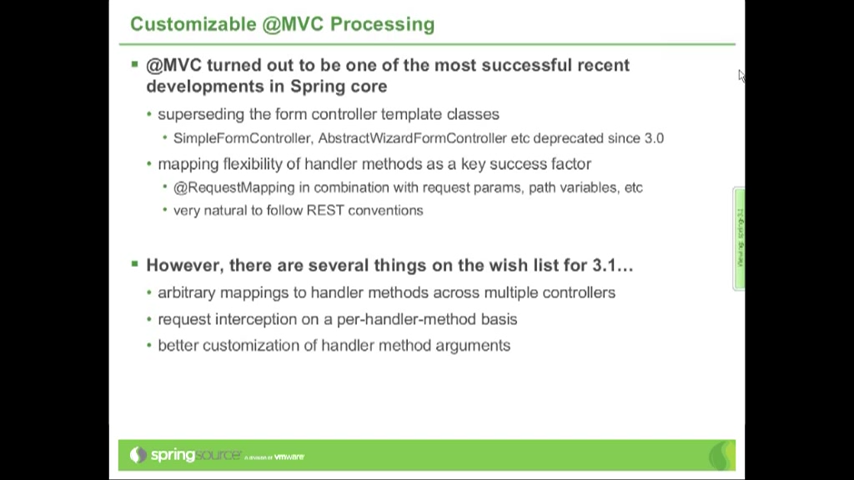 Customizable @MVC Processing
@MVC turned out to be one of the most successful recent
developments in Spring core
superseding the form controller template classes
SimpleFormController, AbstractWizardFormController etc deprecated since 3.0
mapping flexibility of handler methods as a key success factor
@RequestMapping in combination with request params, path variables, etc
very natural to follow REST conventions
However, there are several things on the wish list for 3.1…
arbitrary mappings to handler methods across multiple controllers
request interception on a per-handler-method basis
better customization of handler method arguments
springsource A DIVISION OF vmware